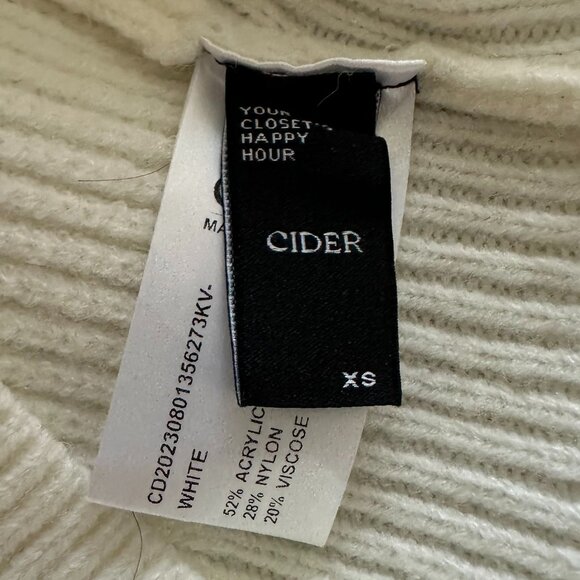 YOUR
CLOSET'S
HAPPY
HOUR
CIDER
XS
CD20230801356273KV-
WHITE
52% ACRYLIC
28% NYLON
20% VISCOSE